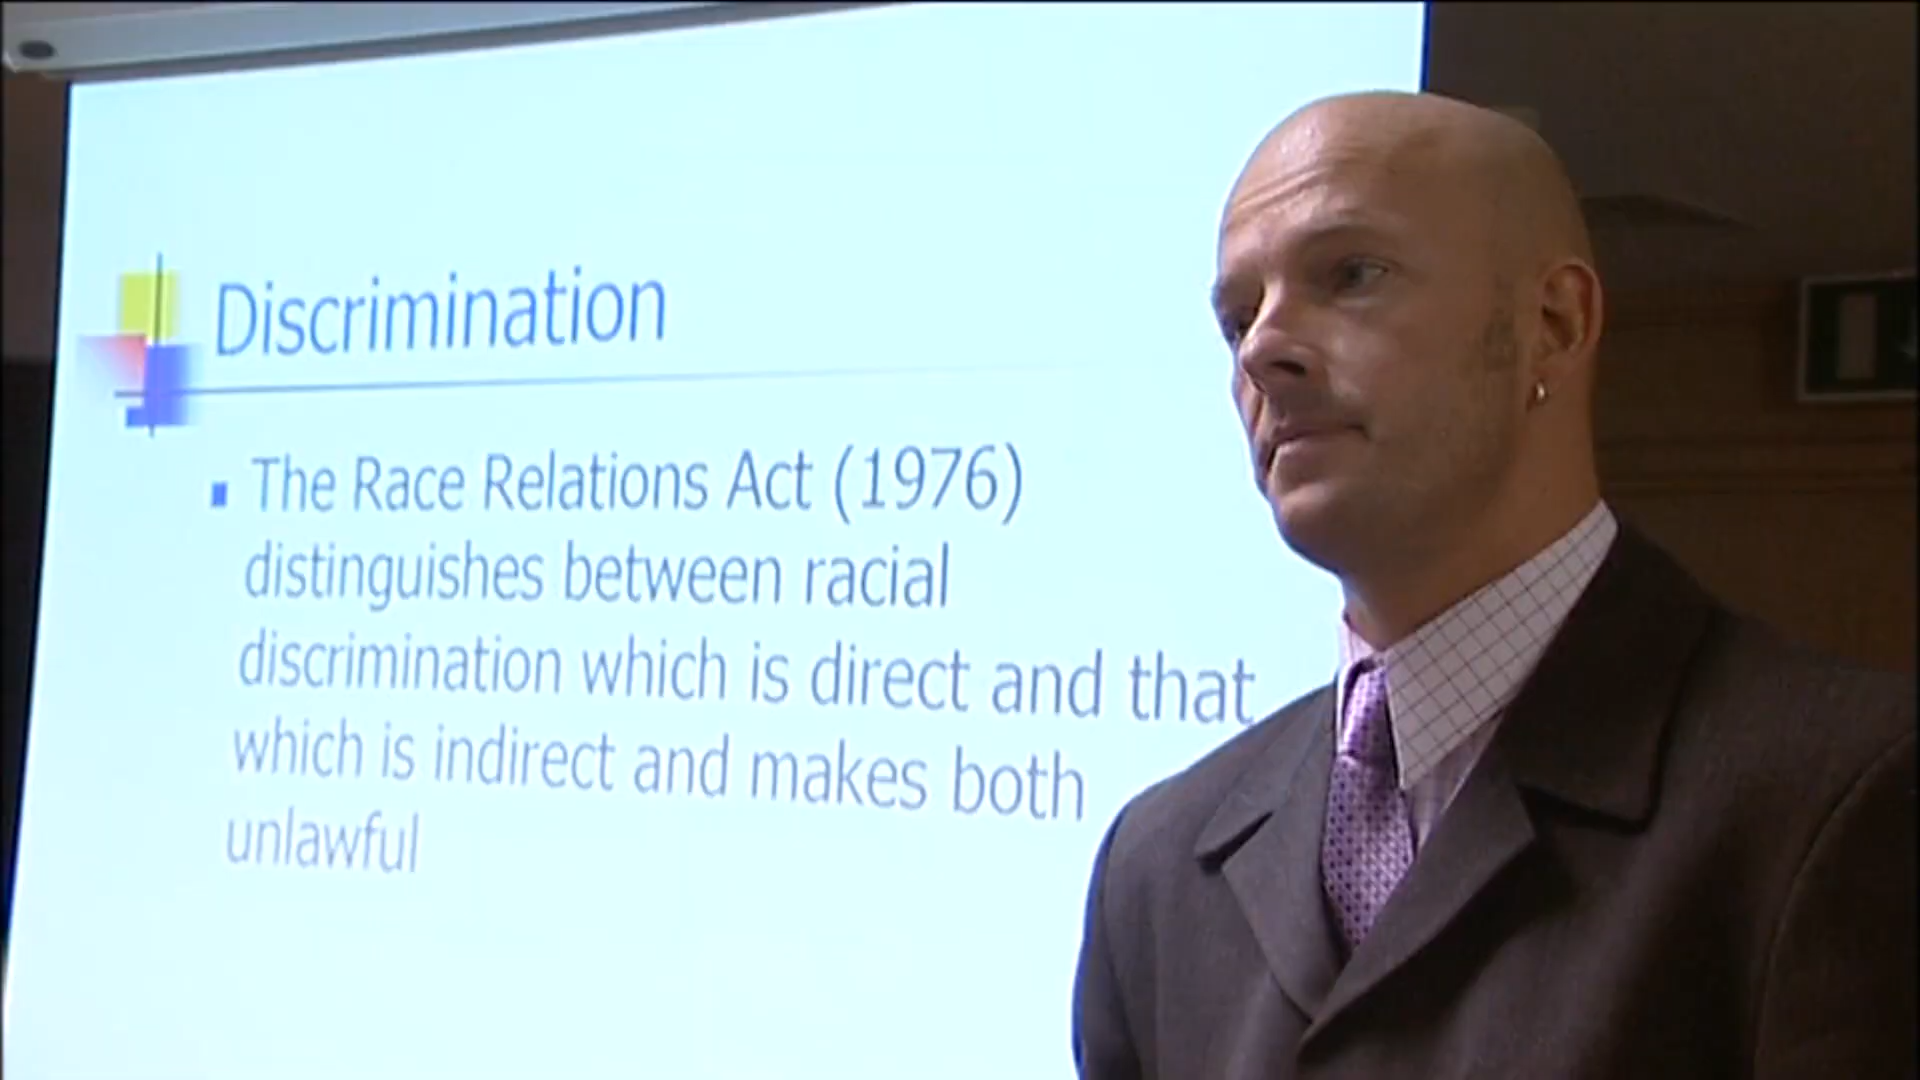 Discrimination
The Race Relations Act (1976)
distinguishes between racial
discrimination which is direct and that
which is indirect and makes both
unlawful